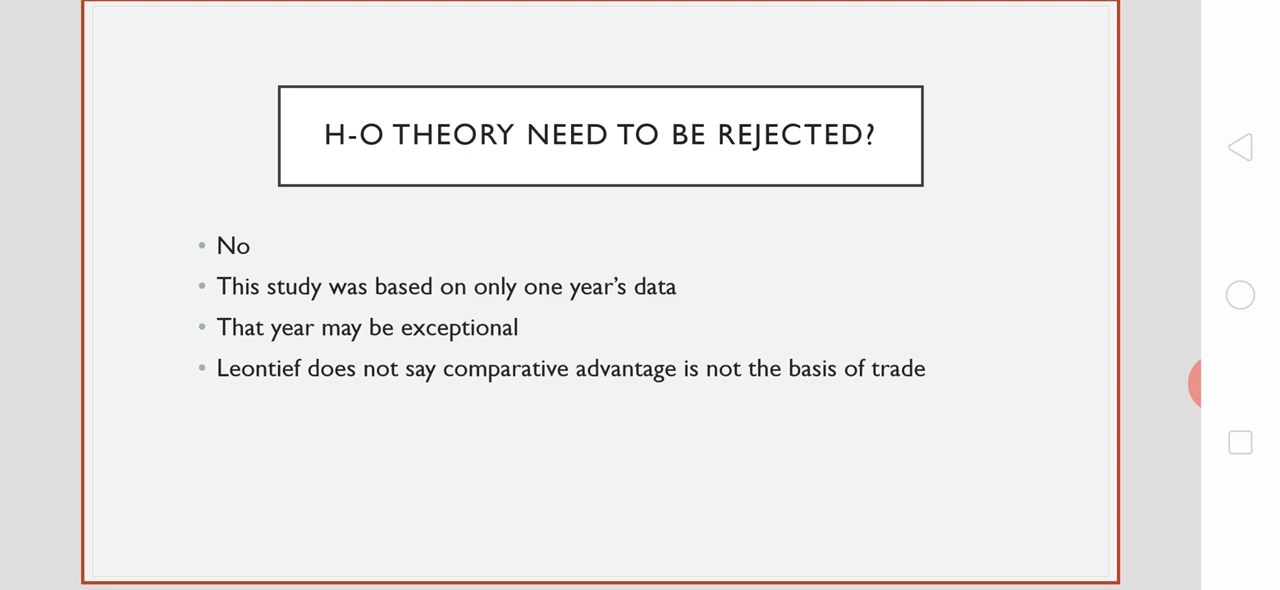 H-O THEORY NEED TO BE REJECTED?
• No
• This study was based on only one year’s data
• That year may be exceptional
• Leontief does not say comparative advantage is not the basis of trade